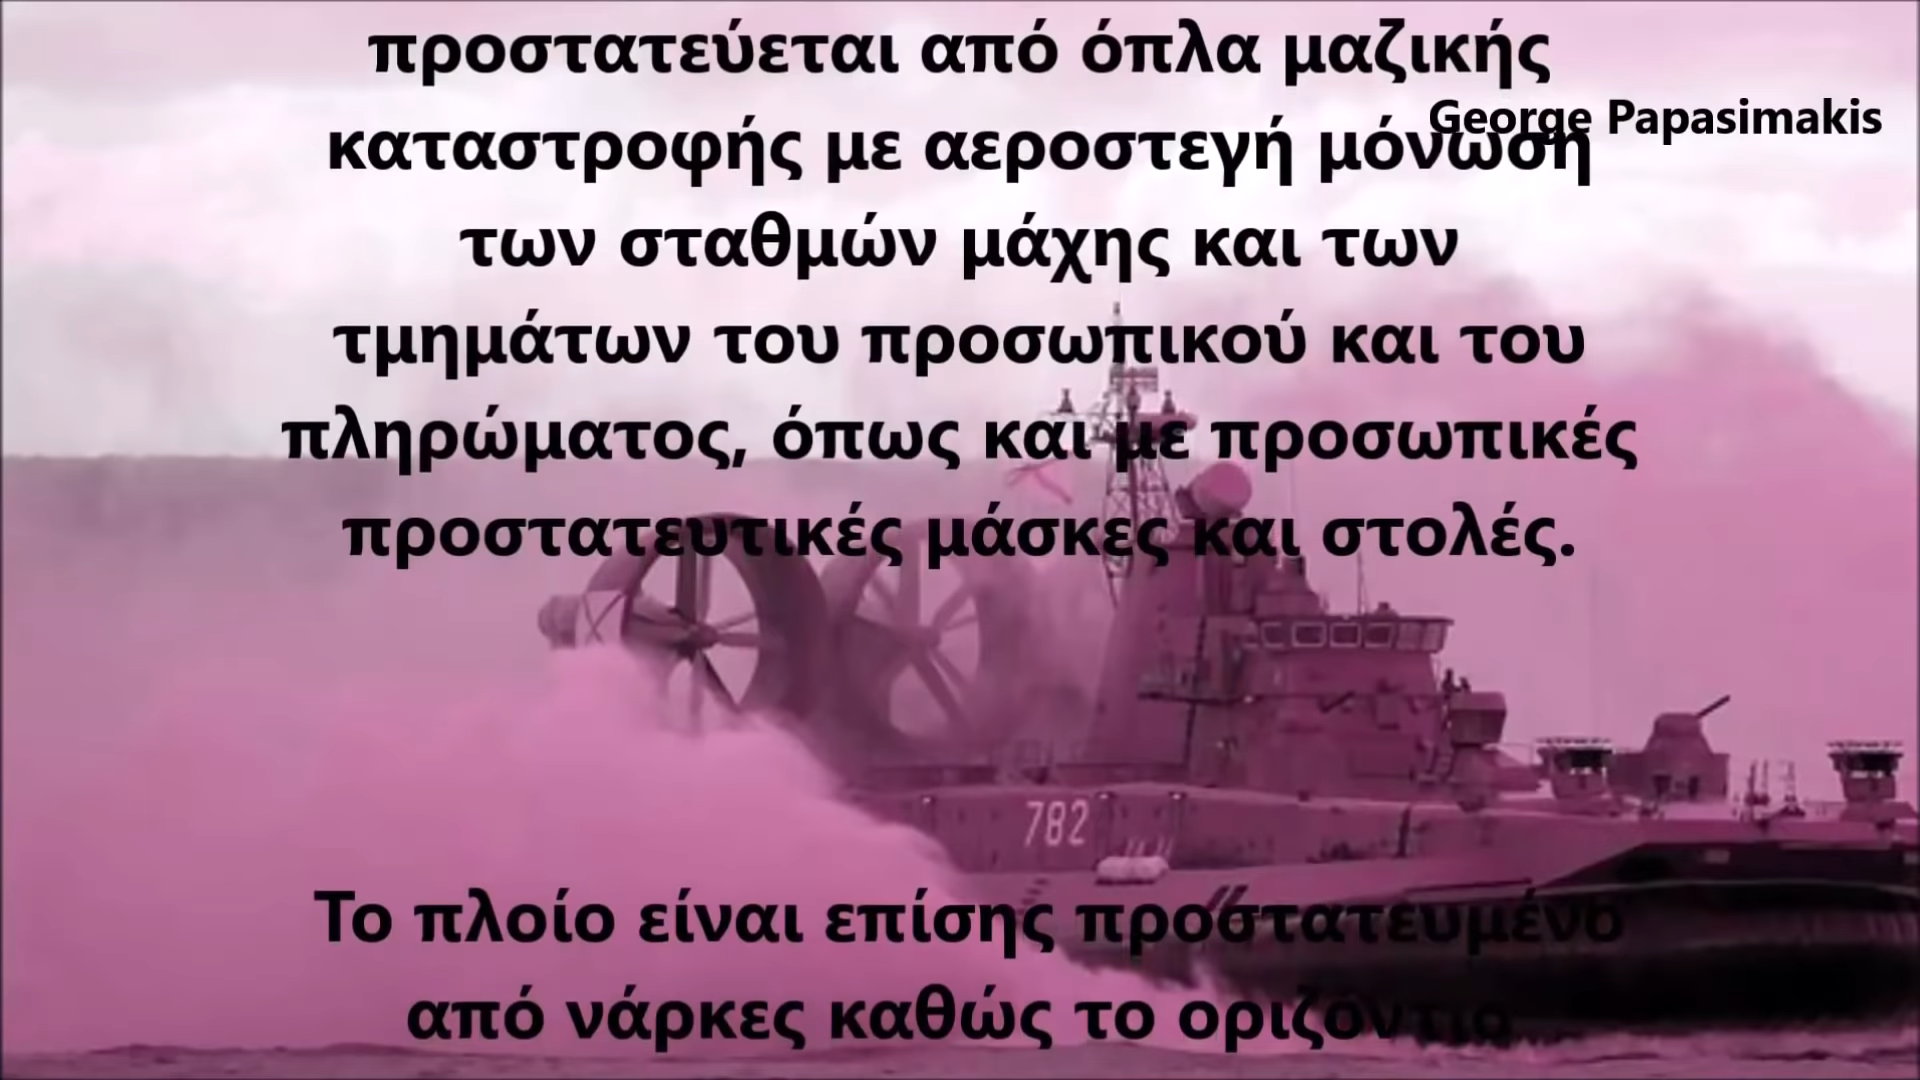 προστατεύεται από όπλα μαζικής
George Papasimakis
καταστροφής με αεροστεγή μόνωση
των σταθμών μάχης και των
τμημάτων του προσωπικού και του
πληρώματος, όπως και με προσωπικές
προστατευτικές μάσκες και στολές.
782
Το πλοίο είναι επίσης προστατευμένο
από νάρκες καθώς το οριζόντιο